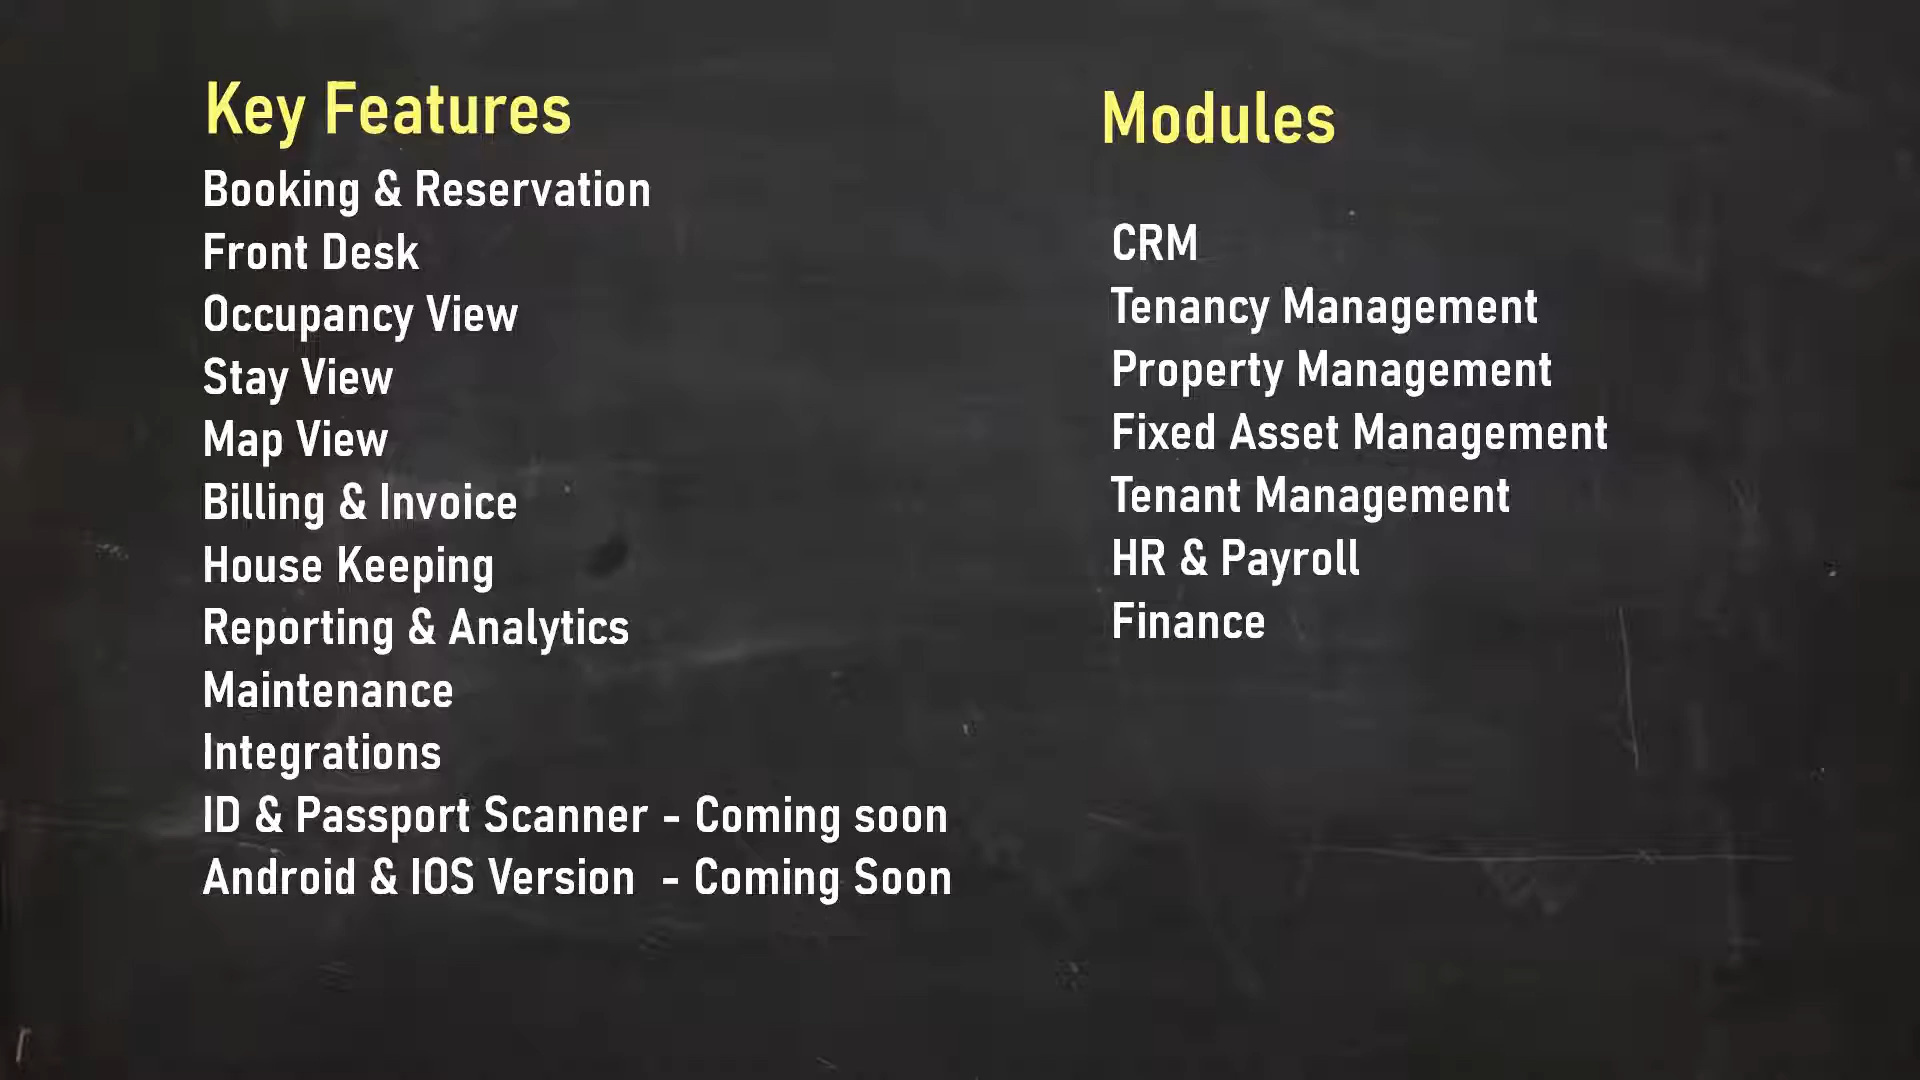 Key Features
Booking & Reservation
Front Desk
Occupancy View
Stay View
Map View
Billing & Invoice
House Keeping
Reporting & Analytics
Maintenance
Integrations
ID & Passport Scanner - Coming soon
Android & IOS Version - Coming Soon
Modules
CRM
Tenancy Management
Property Management
Fixed Asset Management
Tenant Management
HR & Payroll
Finance